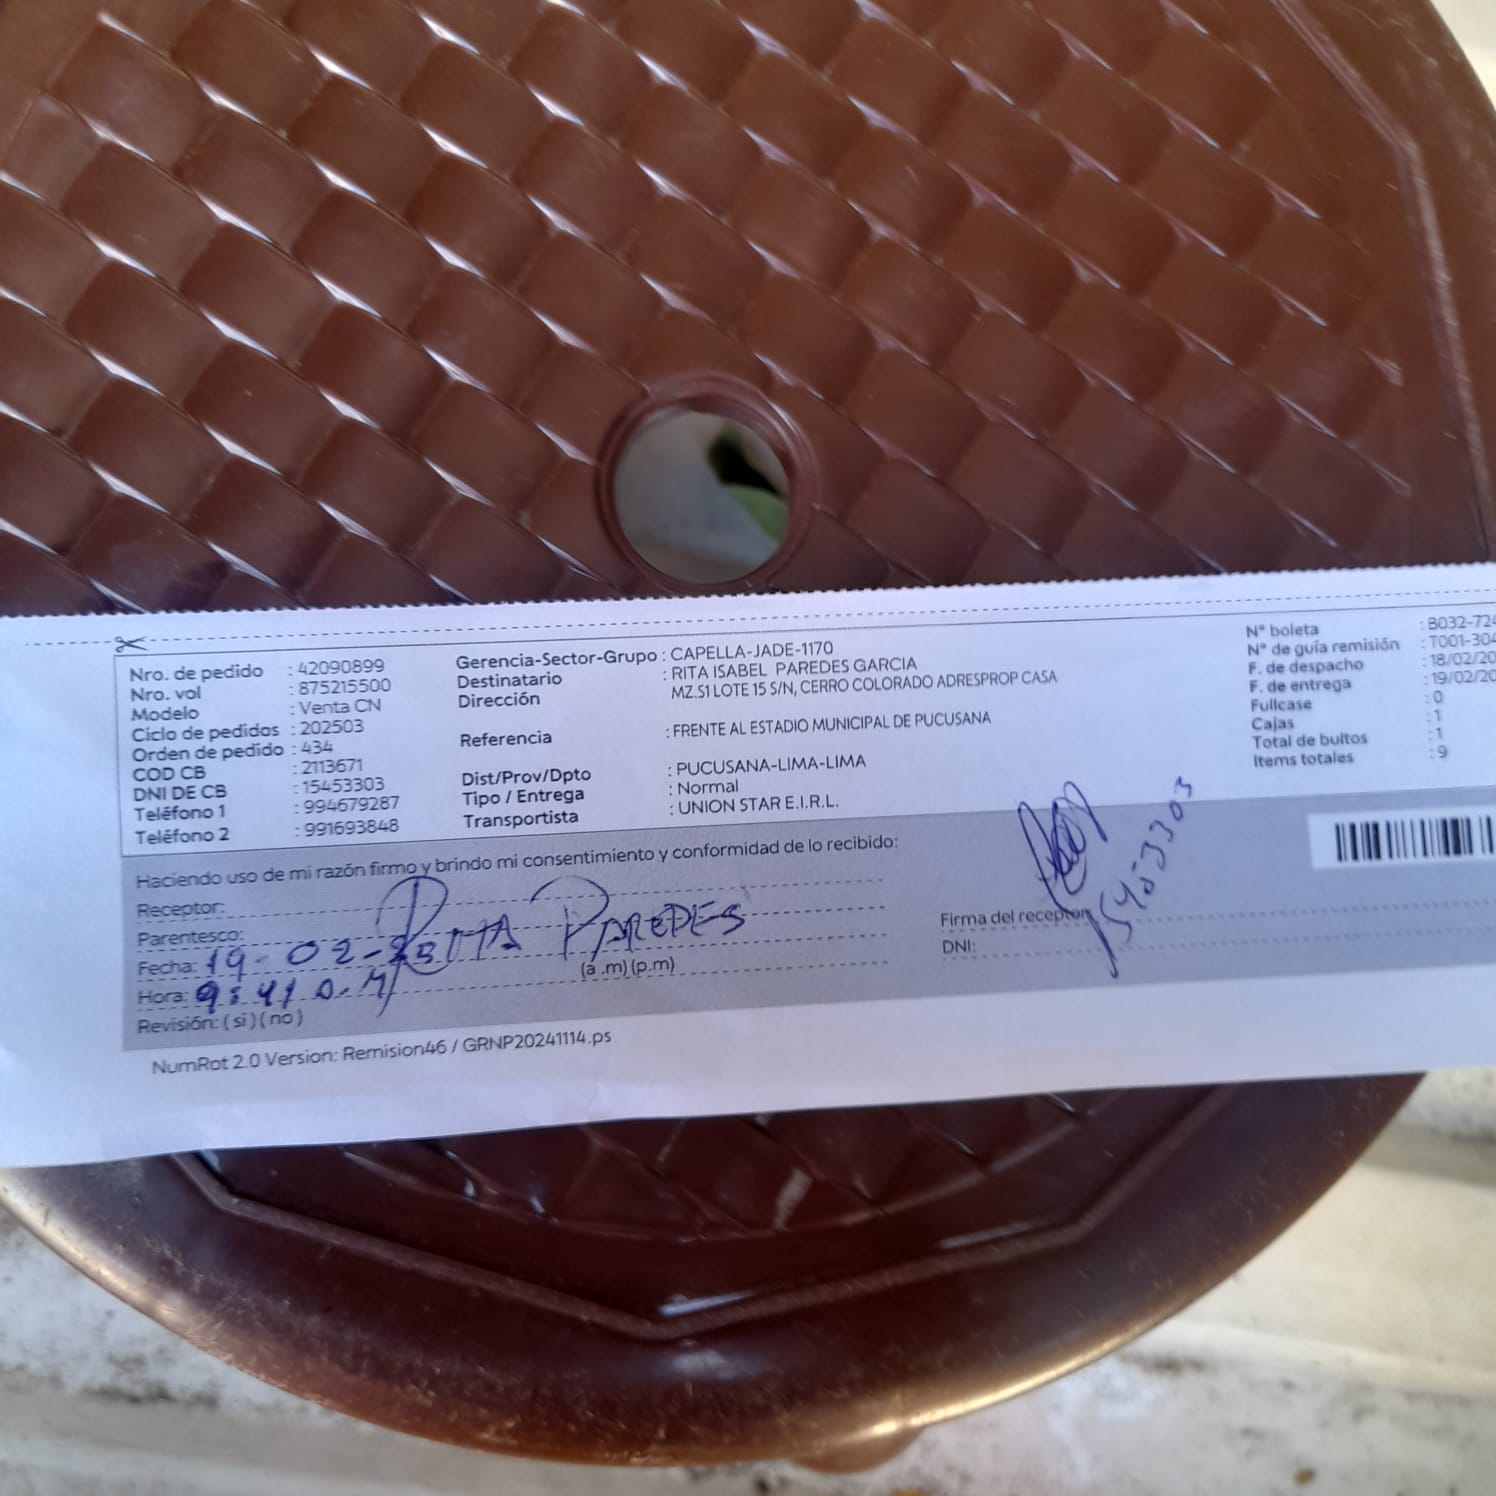 Nro. de pedido : 42090899
Nro. vol : 875215500
Modelo : Venta CN
Ciclo de pedidos : 202503
Orden de pedido : 434
COD CB : 2113671
DNI DE CB : 15453303
Teléfono 1 : 994679287
Teléfono 2 : 991693848
Gerencia-Sector-Grupo : CAPELLA-JADE-1170
Destinatario : RITA ISABEL PAREDES GARCIA
Dirección MZ.S1 LOTE 15 S/N, CERRO COLORADO ADRESPROP CASA
Referencia : FRENTE AL ESTADIO MUNICIPAL DE PUCUSANA
Dist/Prov/Dpto : PUCUSANA-LIMA-LIMA
Tipo / Entrega : Normal
Transportista : UNION STAR E.I.R.L.
N° boleta : B032-724
N° de guía remisión : T001-304
F. de despacho : 18/02/20
F. de entrega : 19/02/20
Fullcase : 0
Cajas : 1
Total de bultos : 1
Items totales : 9
Haciendo uso de mi razón firmo y brindo mi consentimiento y conformidad de lo recibido:
Receptor:
Parentesco: RITA PAREDES
Fecha: 19-02-25
Hora: 9:41 a.m (a .m) (p.m)
Revisión: ( si ) ( no )
Firma del receptor
DNI: 15453303
NumRot 2.0 Version: Remision46 / GRNP20241114.ps